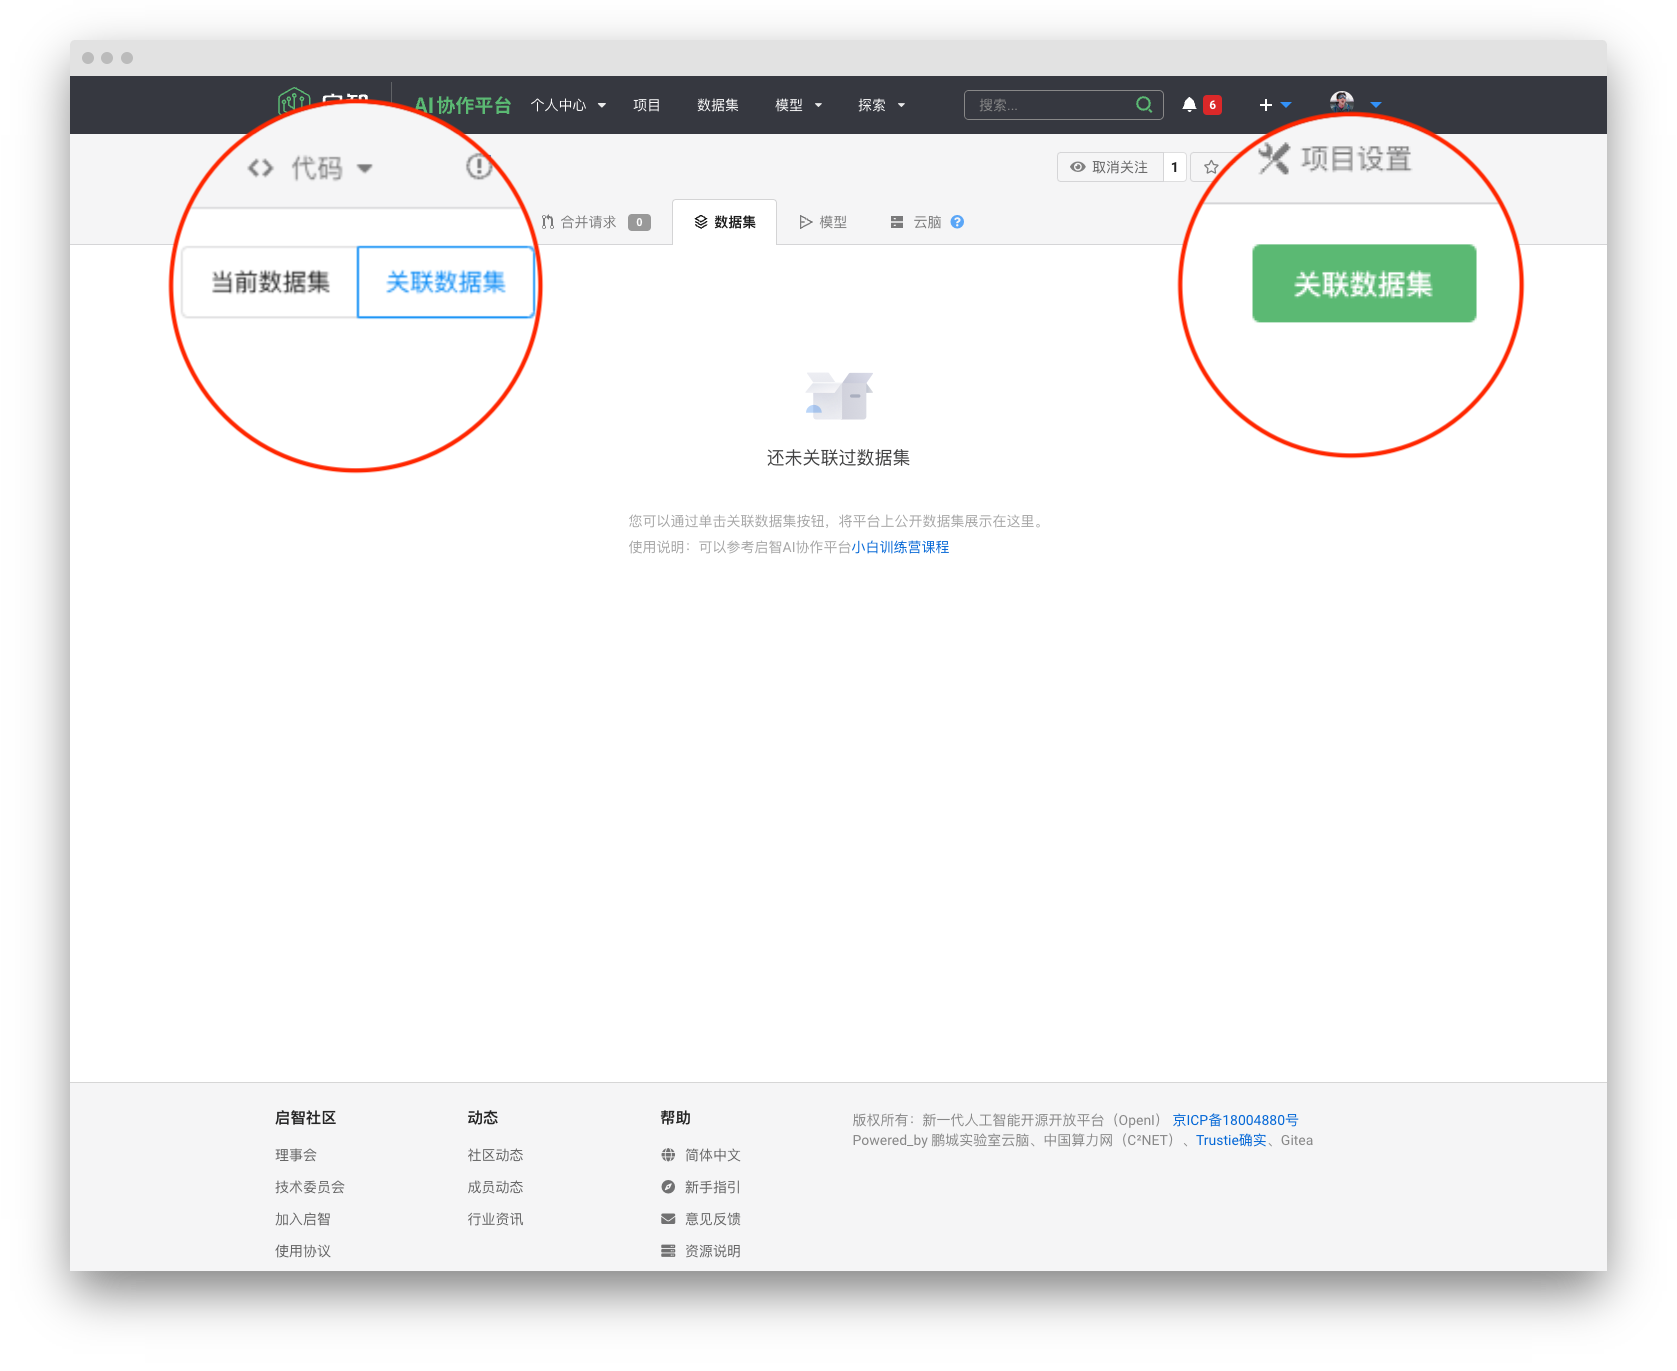 AI协作平台 个人中心 项目 数据集 模型 探索 搜索... 6
代码
取消关注 1
项目设置
合并请求 0 数据集 模型 云脑
当前数据集 关联数据集
关联数据集
还未关联过数据集
您可以通过单击关联数据集按钮，将平台上公开数据集展示在这里。
使用说明：可以参考启智AI协作平台小白训练营课程
启智社区 动态 帮助
版权所有：新一代人工智能开源开放平台（OpenI） 京ICP备18004880号
Powered_by 鹏城实验室云脑、中国算力网（C²NET）、Trustie确实、Gitea
理事会 社区动态 简体中文
技术委员会 成员动态 新手指引
加入启智 行业资讯 意见反馈
使用协议 资源说明